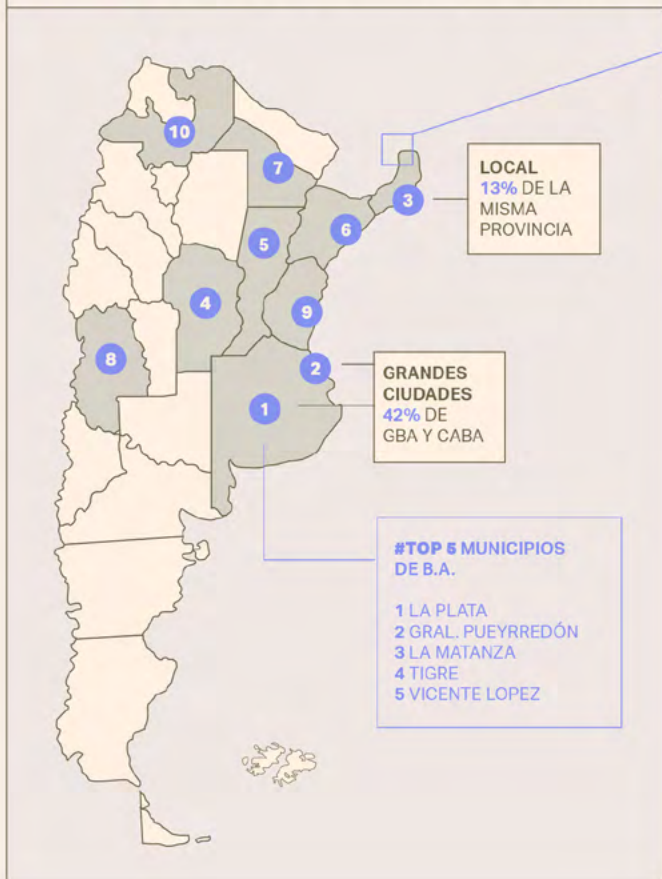 10
7
LOCAL
13% DE LA
MISMA
PROVINCIA
3
6
5
4
9
8
2
GRANDES
CIUDADES
42% DE
GBA Y CABA
1
#TOP 5 MUNICIPIOS
DE B.A.
1 LA PLATA
2 GRAL. PUEYRREDÓN
3 LA MATANZA
4 TIGRE
5 VICENTE LOPEZ